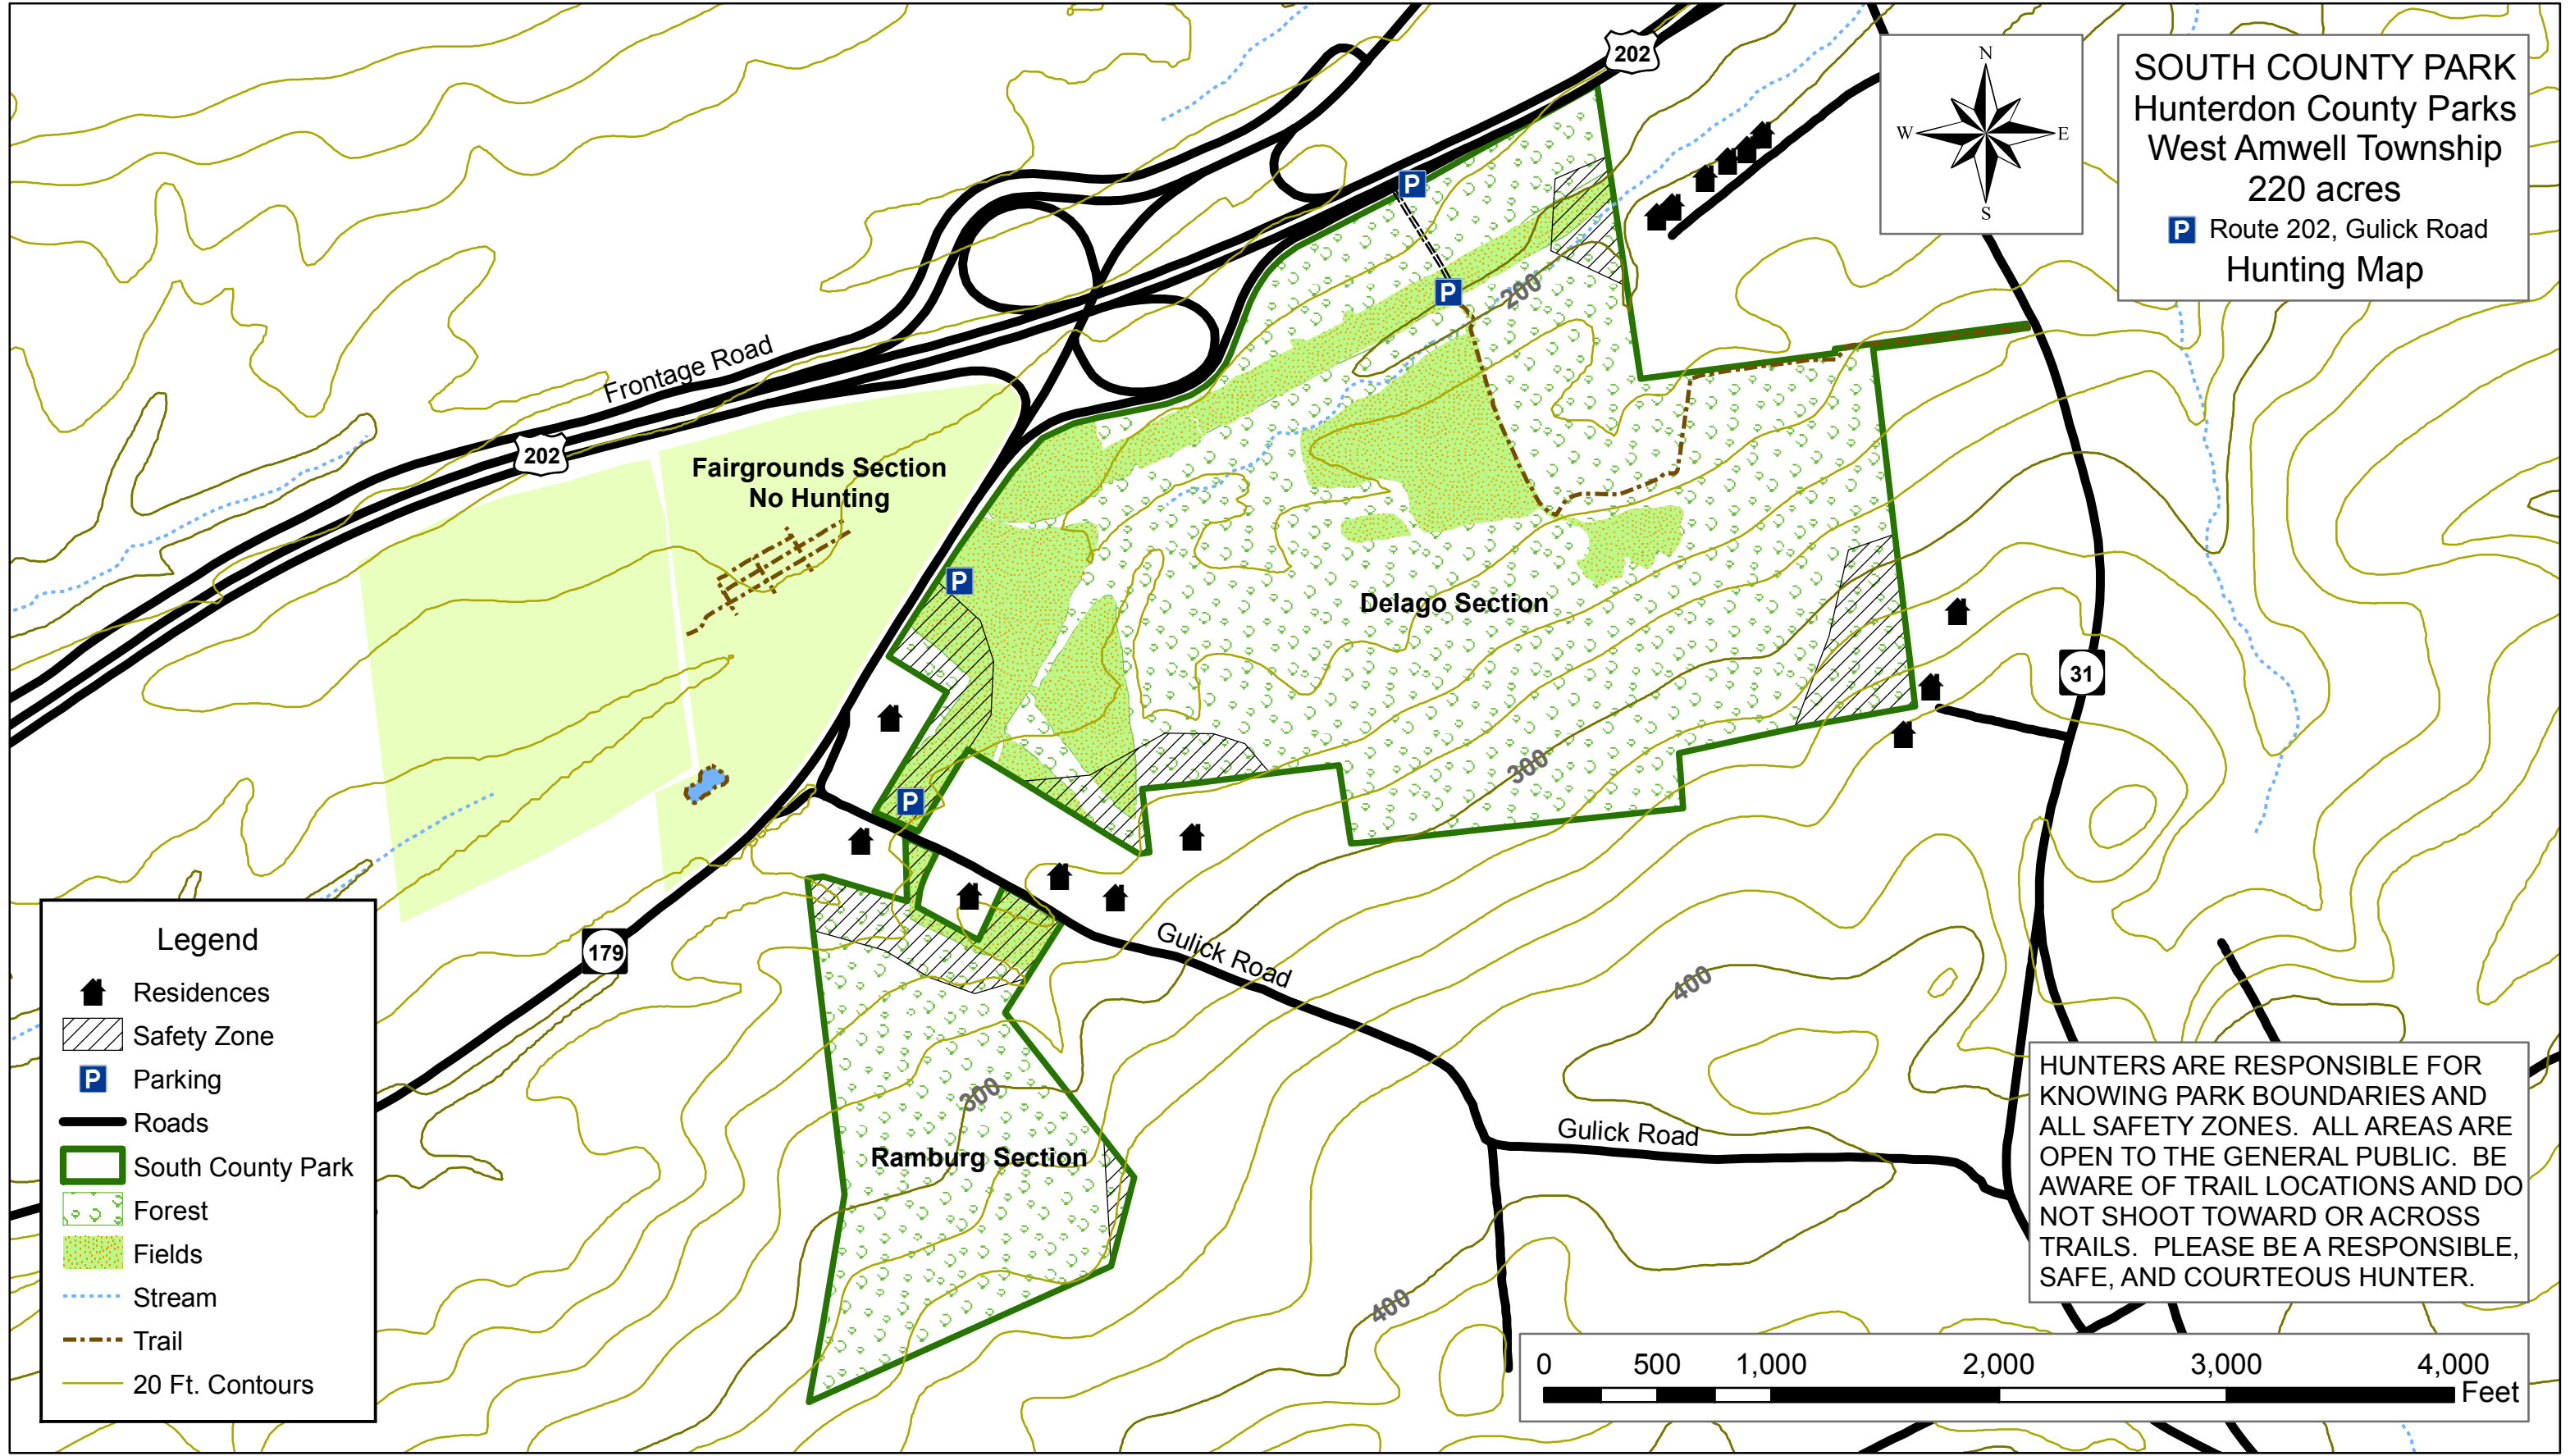 202
N
W
E
S
SOUTH COUNTY PARK
Hunterdon County Parks
West Amwell Township
220 acres
P Route 202, Gulick Road
Hunting Map
P
P
200
Frontage Road
202
Fairgrounds Section
No Hunting
P
Delago Section
31
300
P
179
Gulick Road
400
300
Gulick Road
Ramburg Section
400
Legend
Residences
Safety Zone
P Parking
Roads
South County Park
Forest
Fields
Stream
Trail
20 Ft. Contours
HUNTERS ARE RESPONSIBLE FOR
KNOWING PARK BOUNDARIES AND
ALL SAFETY ZONES. ALL AREAS ARE
OPEN TO THE GENERAL PUBLIC. BE
AWARE OF TRAIL LOCATIONS AND DO
NOT SHOOT TOWARD OR ACROSS
TRAILS. PLEASE BE A RESPONSIBLE,
SAFE, AND COURTEOUS HUNTER.
0 500 1,000 2,000 3,000 4,000
Feet